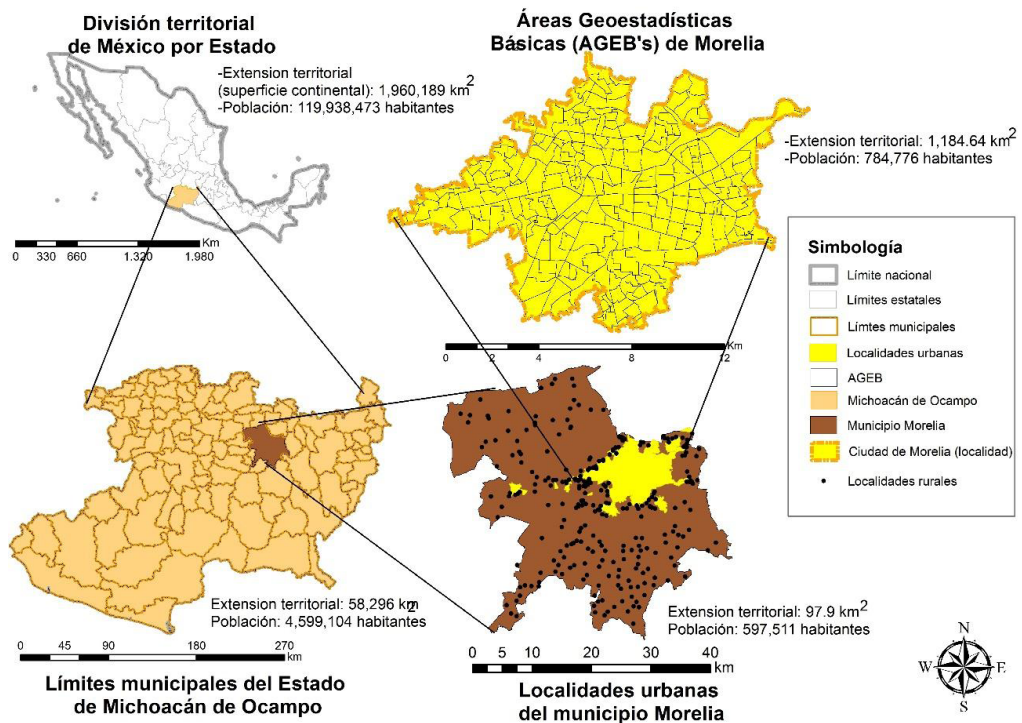 División territorial
de México por Estado
-Extension territorial
(superficie continental): 1,960,189 km2
-Población: 119,938,473 habitantes
Km
0 330 660 1.320 1.980
Áreas Geoestadísticas
Básicas (AGEB's) de Morelia
-Extension territorial: 1,184.64 km2
-Población: 784,776 habitantes
Km
0 2 4 8 12
Simbología
Límite nacional
Límites estatales
Límtes municipales
Localidades urbanas
AGEB
Michoacán de Ocampo
Municipio Morelia
Ciudad de Morelia (localidad)
Localidades rurales
Extension territorial: 58,296 km2
Población: 4,599,104 habitantes
0 45 90 180 270
km
Límites municipales del Estado
de Michoacán de Ocampo
Extension territorial: 97.9 km2
Población: 597,511 habitantes
0 5 10 20 30 40
km
Localidades urbanas
del municipio Morelia
N
W E
S